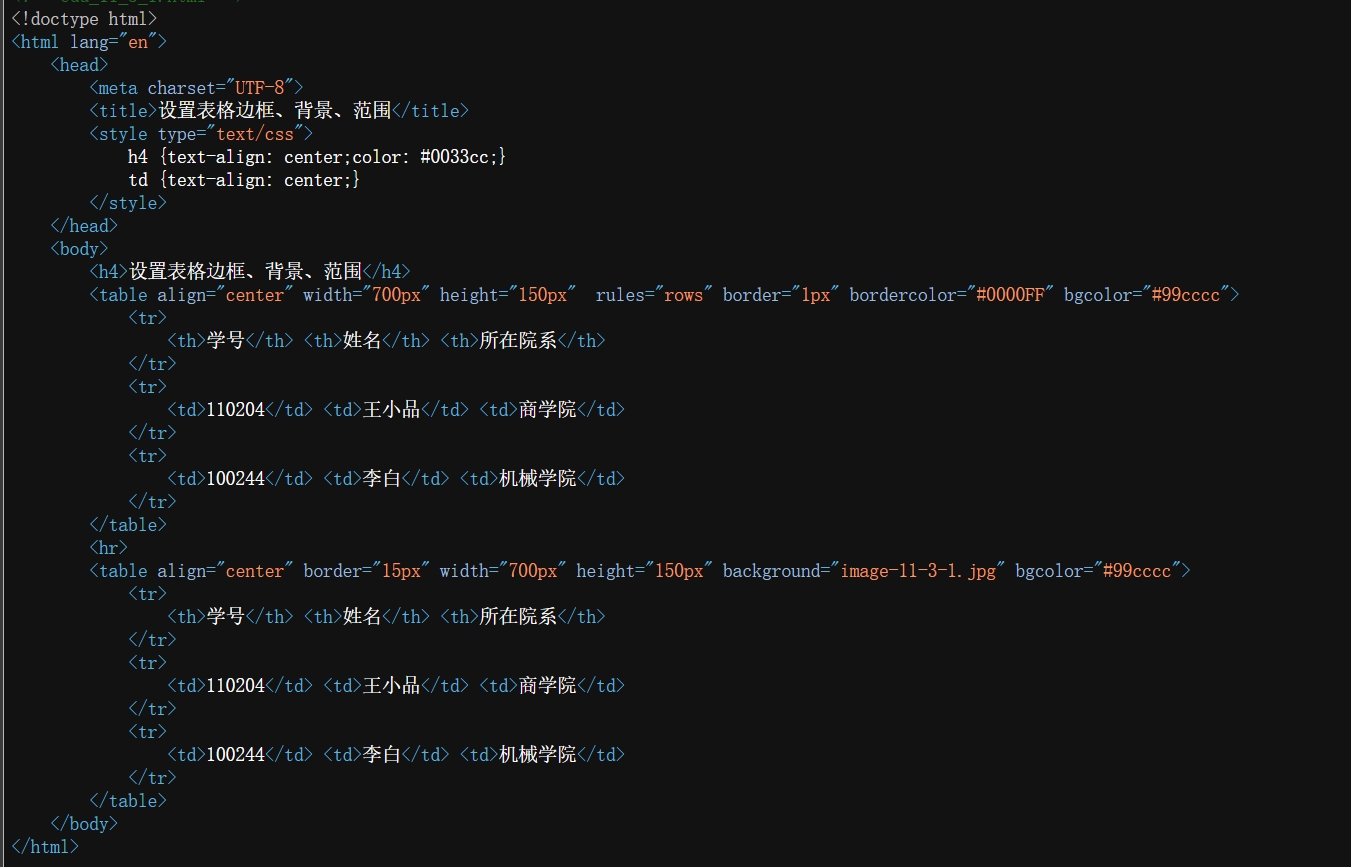 <!doctype html>
<html lang="en">
<head>
<meta charset="UTF-8">
<title>设置表格边框、背景、范围</title>
<style type="text/css">
h4 {text-align: center;color: #0033cc;}
td {text-align: center;}
</style>
</head>
<body>
<h4>设置表格边框、背景、范围</h4>
<table align="center" width="700px" height="150px"  rules="rows" border="1px" bordercolor="#0000FF" bgcolor="#99cccc">
<tr>
<th>学号</th> <th>姓名</th> <th>所在院系</th>
</tr>
<tr>
<td>110204</td> <td>王小品</td> <td>商学院</td>
</tr>
<tr>
<td>100244</td> <td>李白</td> <td>机械学院</td>
</tr>
</table>
<hr>
<table align="center" border="15px" width="700px" height="150px" background="image-11-3-1.jpg" bgcolor="#99cccc">
<tr>
<th>学号</th> <th>姓名</th> <th>所在院系</th>
</tr>
<tr>
<td>110204</td> <td>王小品</td> <td>商学院</td>
</tr>
<tr>
<td>100244</td> <td>李白</td> <td>机械学院</td>
</tr>
</table>
</body>
</html>